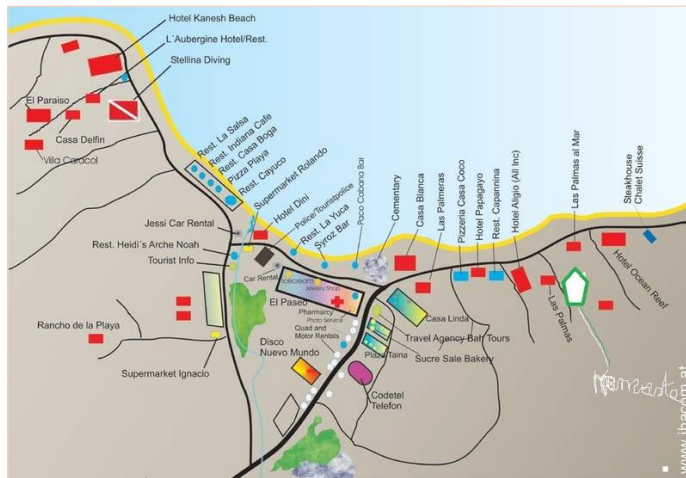 Hotel Kanesh Beach
L´Aubergine Hotel/Rest.
Stellina Diving
El Paraiso
Casa Delfin
Villa Caracol
Rest. La Salsa
Rest. Indiana Cafe
Rest. Casa Boga
Pizza Playa
Rest. Cayuco
Supermarket Rolando
Hotel Dini
Police/Touristpolice
Rest. La Yuca
Syroz Bar
Paco Cabana Bar
Cementary
Casa Blanca
Las Palmeras
Pizzeria Casa Coco
Hotel Papagayo
Rest. Capannina
Hotel Aligio (All Inc)
Las Palmas al Mar
Steakhouse
Chalet Suisse
Hotel Ocean Reef
Las Palmas
Jessi Car Rental
Rest. Heidi´s Arche Noah
Tourist Info
Car Rental
Icecream
Jewelry Shop
El Paseo
Pharmacy
Photo Service
Quad and
Motor Rentals
Casa Linda
Travel Agency Bah Tours
Sucre Sale Bakery
Plaza Taina
Rancho de la Playa
Supermarket Ignacio
Disco
Nuevo Mundo
Codetel
Telefon
www.ihacom.at